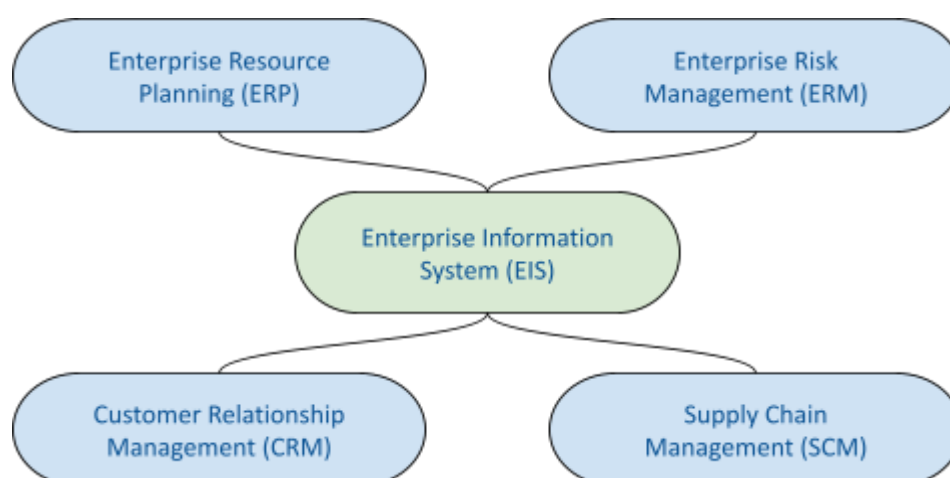 Enterprise Resource
Planning (ERP)
Enterprise Risk
Management (ERM)
Enterprise Information
System (EIS)
Customer Relationship
Management (CRM)
Supply Chain
Management (SCM)